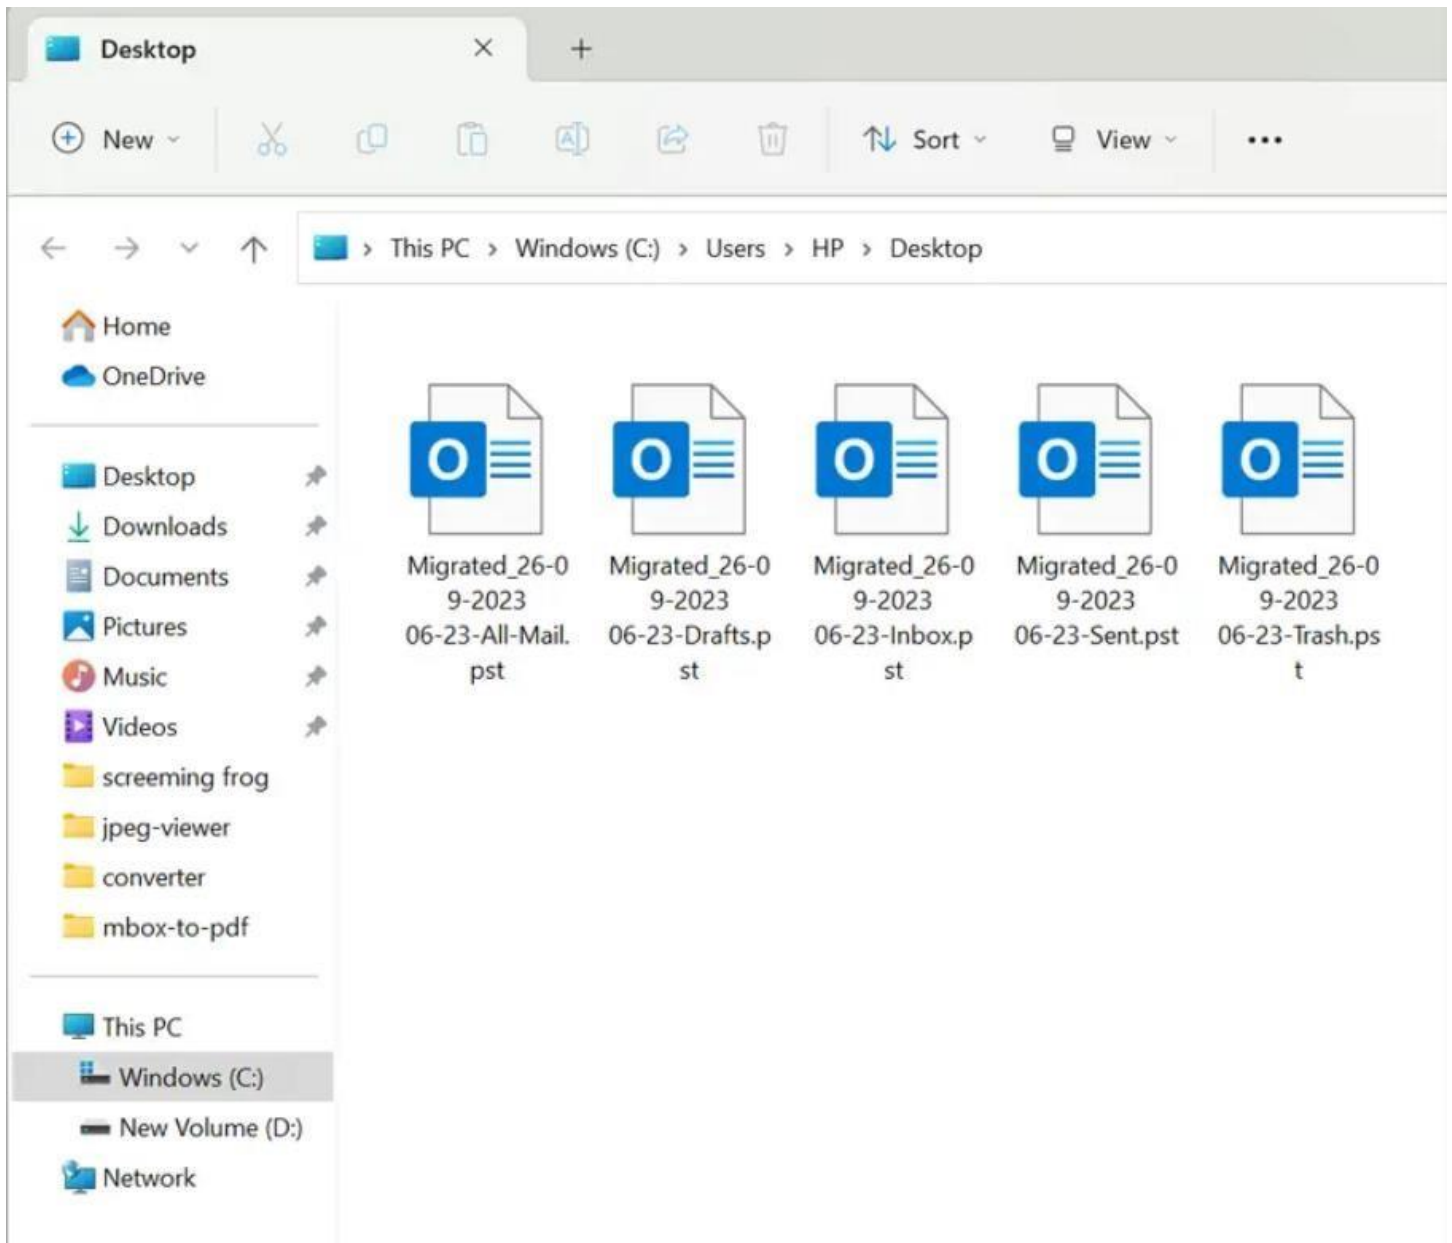 Desktop
New
Sort
View
This PC > Windows (C:) > Users > HP > Desktop
Home
OneDrive
Desktop
Downloads
Documents
Pictures
Music
Videos
screeming frog
jpeg-viewer
converter
mbox-to-pdf
This PC
Windows (C:)
New Volume (D:)
Network
Migrated_26-0
9-2023
06-23-All-Mail.
pst
Migrated_26-0
9-2023
06-23-Drafts.p
st
Migrated_26-0
9-2023
06-23-Inbox.p
st
Migrated_26-0
9-2023
06-23-Sent.pst
Migrated_26-0
9-2023
06-23-Trash.ps
t